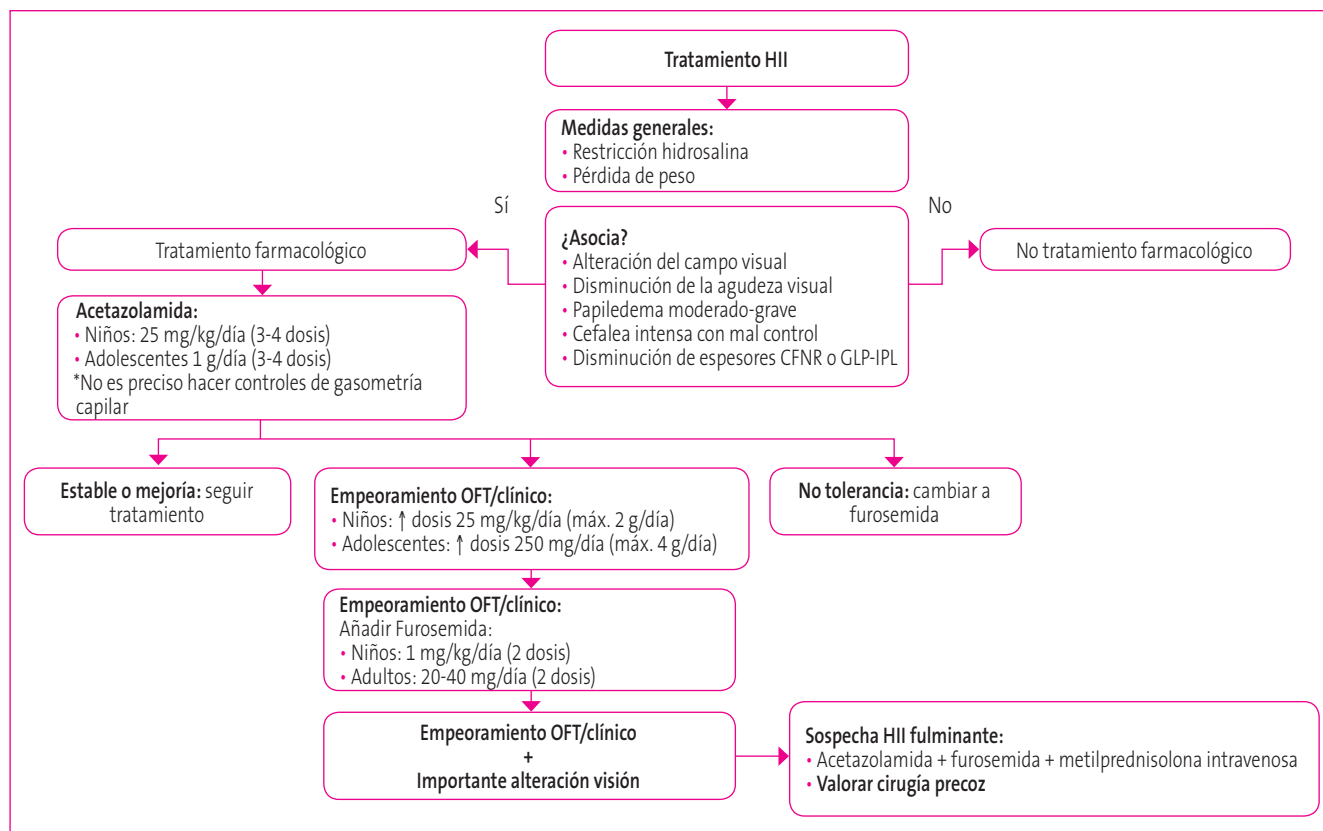 Tratamiento HII
Medidas generales:
• Restricción hidrosalina
• Pérdida de peso
Sí
No
Tratamiento farmacológico
¿Asocia?
• Alteración del campo visual
• Disminución de la agudeza visual
• Papiledema moderado-grave
• Cefalea intensa con mal control
• Disminución de espesores CFNR o GLP-IPL
No tratamiento farmacológico
Acetazolamida:
• Niños: 25 mg/kg/día (3-4 dosis)
• Adolescentes 1 g/día (3-4 dosis)
*No es preciso hacer controles de gasometría
capilar
Estable o mejoría: seguir
tratamiento
Empeoramiento OFT/clínico:
• Niños: ↑ dosis 25 mg/kg/día (máx. 2 g/día)
• Adolescentes: ↑ dosis 250 mg/día (máx. 4 g/día)
No tolerancia: cambiar a
furosemida
Empeoramiento OFT/clínico:
Añadir Furosemida:
• Niños: 1 mg/kg/día (2 dosis)
• Adultos: 20-40 mg/día (2 dosis)
Empeoramiento OFT/clínico
+
Importante alteración visión
Sospecha HII fulminante:
• Acetazolamida + furosemida + metilprednisolona intravenosa
• Valorar cirugía precoz